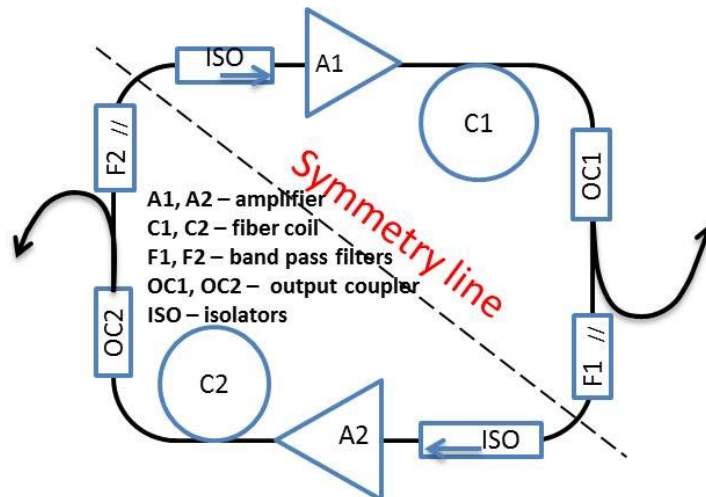 ISO
A1
C1
F2 //
OC1
Symmetry line
A1, A2 – amplifier
C1, C2 – fiber coil
F1, F2 – band pass filters
OC1, OC2 – output coupler
ISO – isolators
OC2
F1 //
C2
A2
ISO